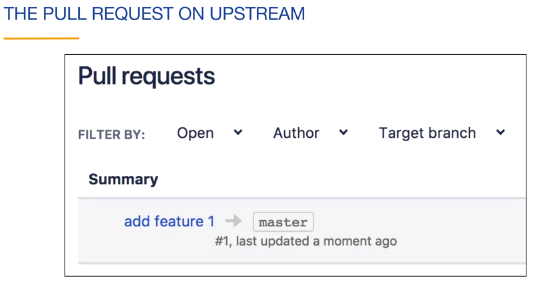 THE PULL REQUEST ON UPSTREAM
Pull requests
FILTER BY: Open Author Target branch
Summary
add feature 1 master
#1, last updated a moment ago